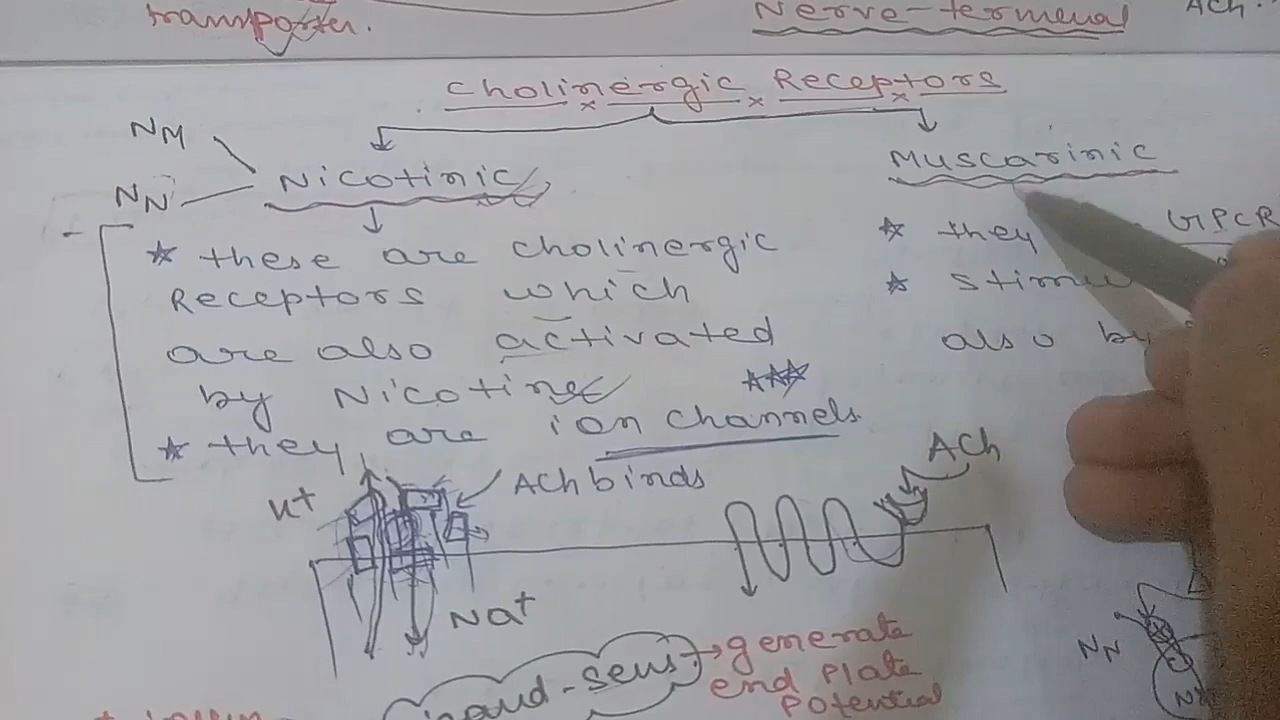 transporter.
Nerve-terminal
ACh.
Cholinergic Receptors
NM
NN
Nicotinic
* these are cholinergic
Receptors which
are also activated
by Nicotine
* they are ion channels
Muscarinic
* they GPCR
* stimu
also by
K+
ACh binds
Na+
ACh
generate
end Plate
Potential
NN